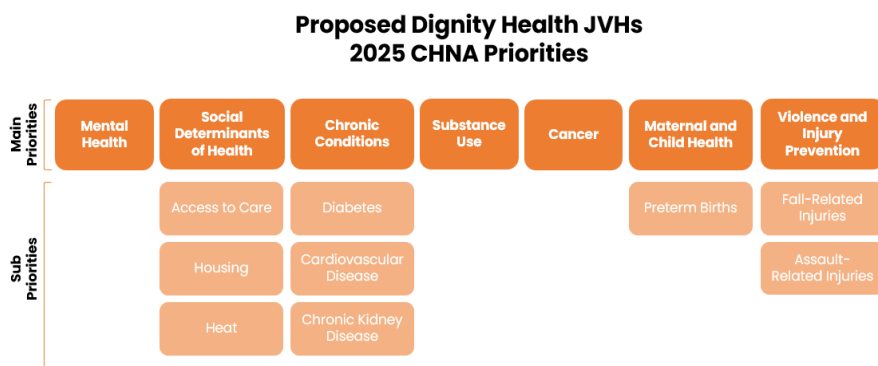 Proposed Dignity Health JVHs
2025 CHNA Priorities
Main
Priorities
Mental
Health
Social
Determinants
of Health
Chronic
Conditions
Substance
Use
Cancer
Maternal and
Child Health
Violence and
Injury
Prevention
Sub
Priorities
Access to Care
Diabetes
Preterm Births
Fall-Related
Injuries
Housing
Cardiovascular
Disease
Assault-
Related Injuries
Heat
Chronic Kidney
Disease